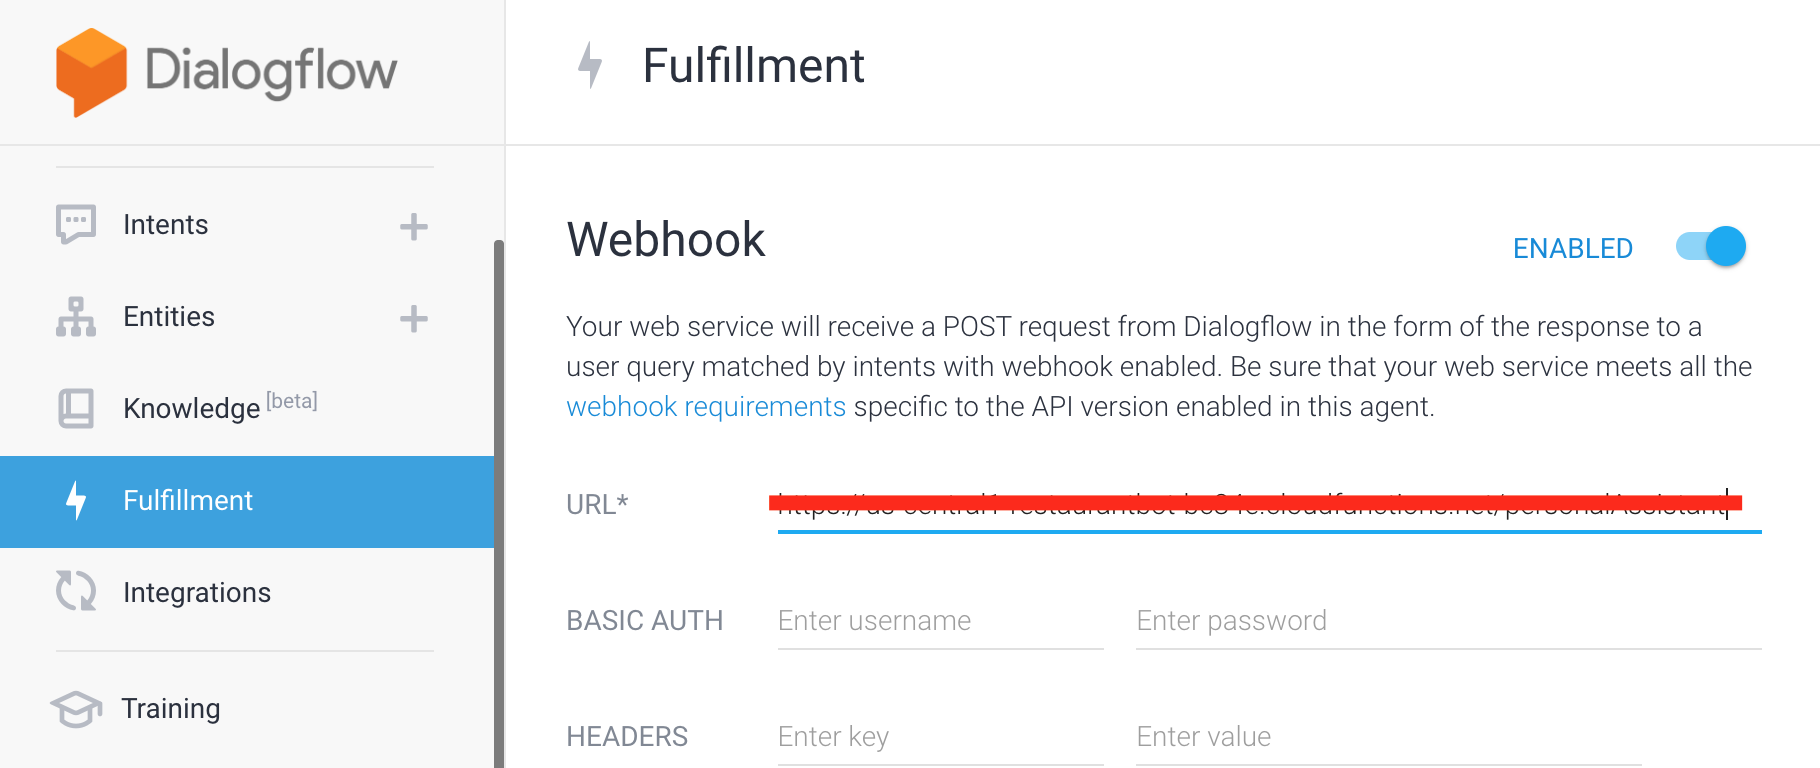 Dialogflow
Fulfillment
Intents
Entities
Knowledge [beta]
Fulfillment
Integrations
Training
Webhook
ENABLED
Your web service will receive a POST request from Dialogflow in the form of the response to a
user query matched by intents with webhook enabled. Be sure that your web service meets all the
webhook requirements specific to the API version enabled in this agent.
URL*
BASIC AUTH Enter username Enter password
HEADERS Enter key Enter value